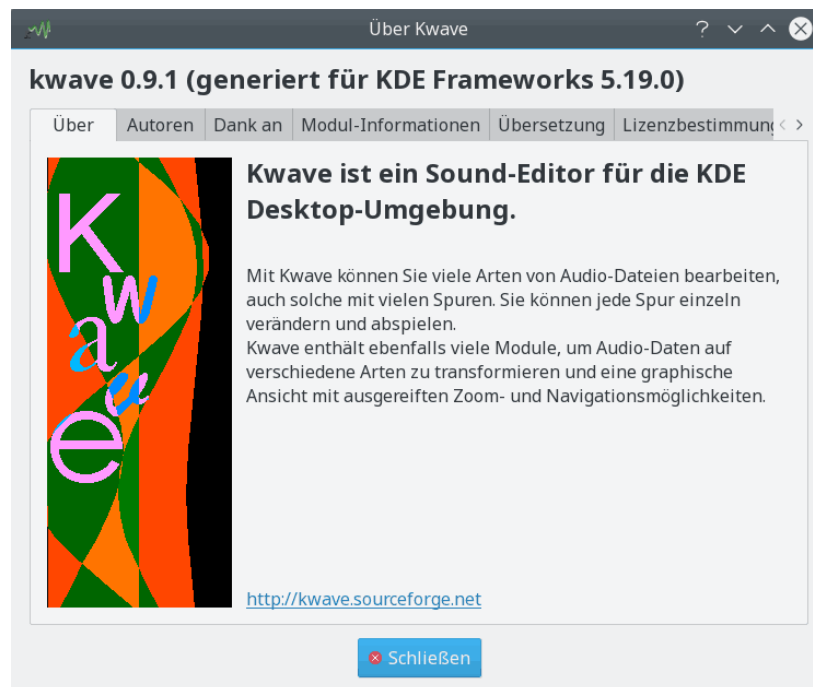 Über Kwave
kwave 0.9.1 (generiert für KDE Frameworks 5.19.0)
Über Autoren Dank an Modul-Informationen Übersetzung Lizenzbestimmung
Kwave
Kwave ist ein Sound-Editor für die KDE
Desktop-Umgebung.
Mit Kwave können Sie viele Arten von Audio-Dateien bearbeiten,
auch solche mit vielen Spuren. Sie können jede Spur einzeln
verändern und abspielen.
Kwave enthält ebenfalls viele Module, um Audio-Daten auf
verschiedene Arten zu transformieren und eine graphische
Ansicht mit ausgereiften Zoom- und Navigationsmöglichkeiten.
http://kwave.sourceforge.net
Schließen